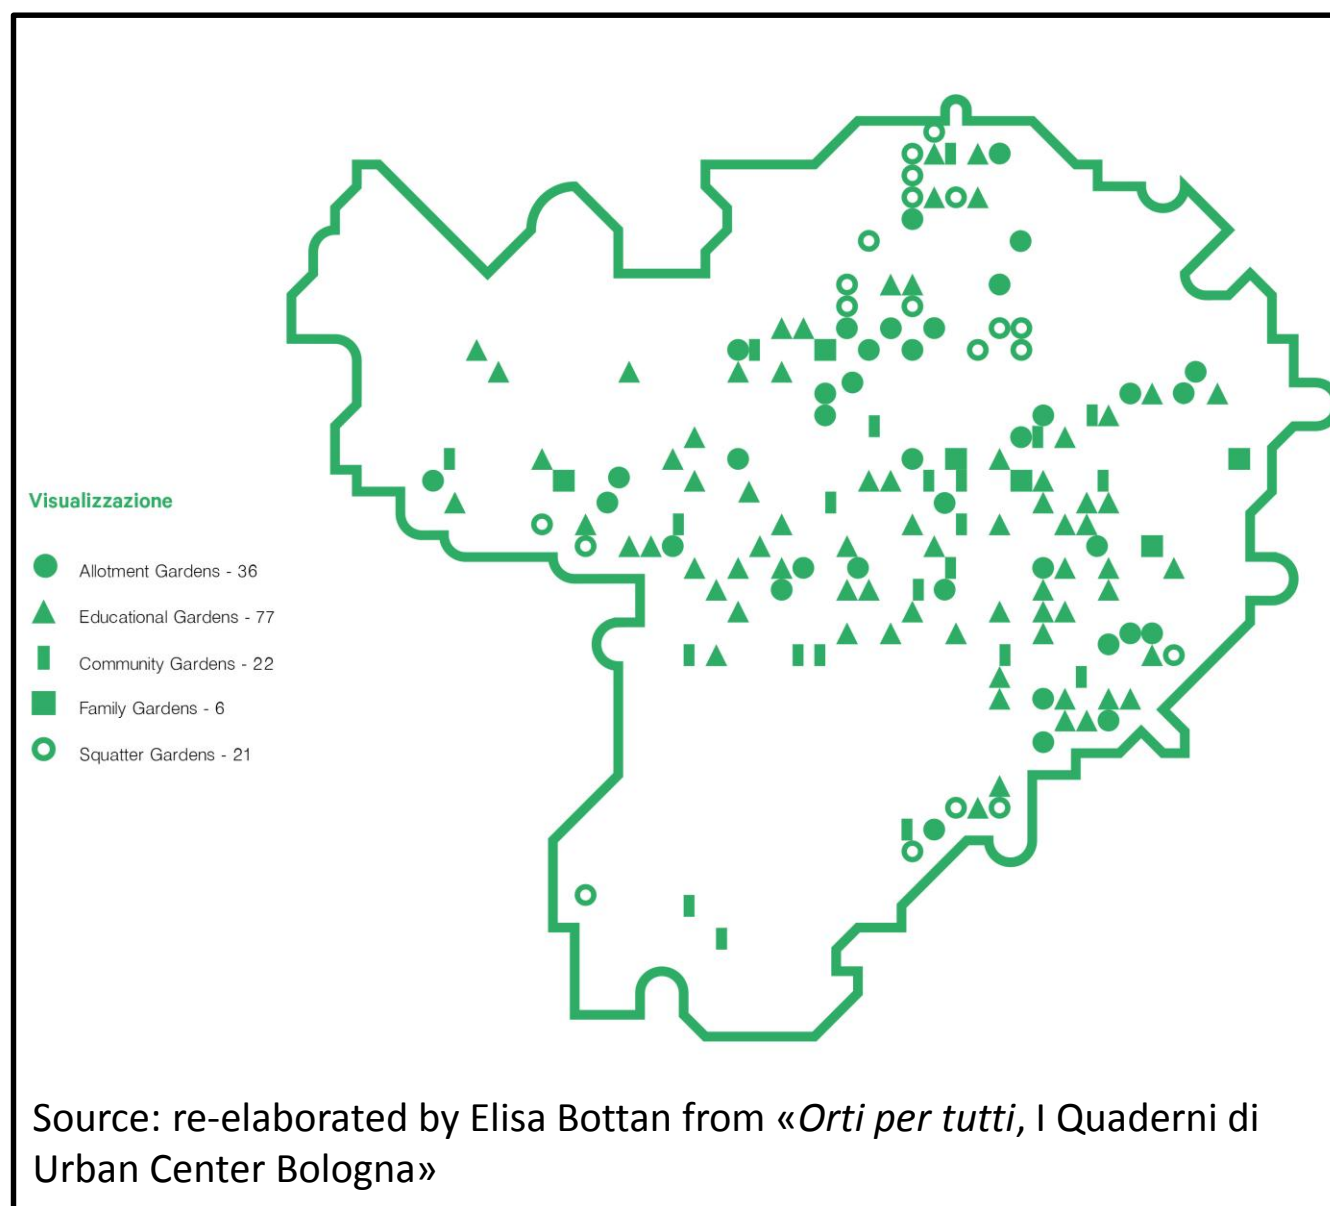 Visualizzazione
Allotment Gardens - 36
Educational Gardens - 77
Community Gardens - 22
Family Gardens - 6
Squatter Gardens - 21
Source: re-elaborated by Elisa Bottan from «Orti per tutti, I Quaderni di
Urban Center Bologna»